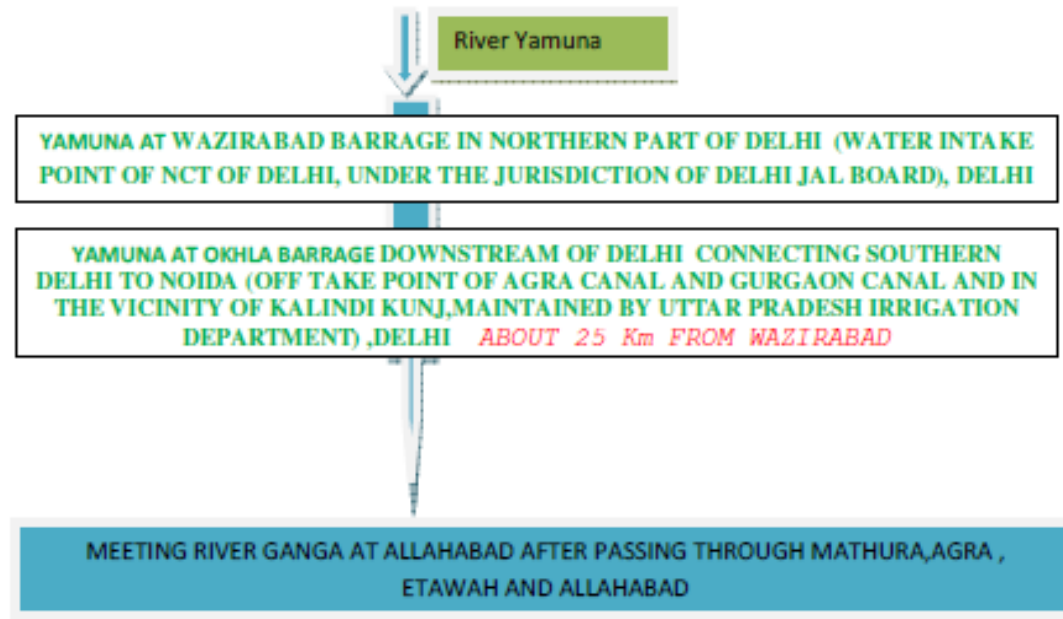 River Yamuna
YAMUNA AT WAZIRABAD BARRAGE IN NORTHERN PART OF DELHI (WATER INTAKE
POINT OF NCT OF DELHI, UNDER THE JURISDICTION OF DELHI JAL BOARD), DELHI
YAMUNA AT OKHLA BARRAGE DOWNSTREAM OF DELHI CONNECTING SOUTHERN
DELHI TO NOIDA (OFF TAKE POINT OF AGRA CANAL AND GURGAON CANAL AND IN
THE VICINITY OF KALINDI KUNJ,MAINTAINED BY UTTAR PRADESH IRRIGATION
DEPARTMENT) ,DELHI ABOUT 25 Km FROM WAZIRABAD
MEETING RIVER GANGA AT ALLAHABAD AFTER PASSING THROUGH MATHURA,AGRA ,
ETAWAH AND ALLAHABAD